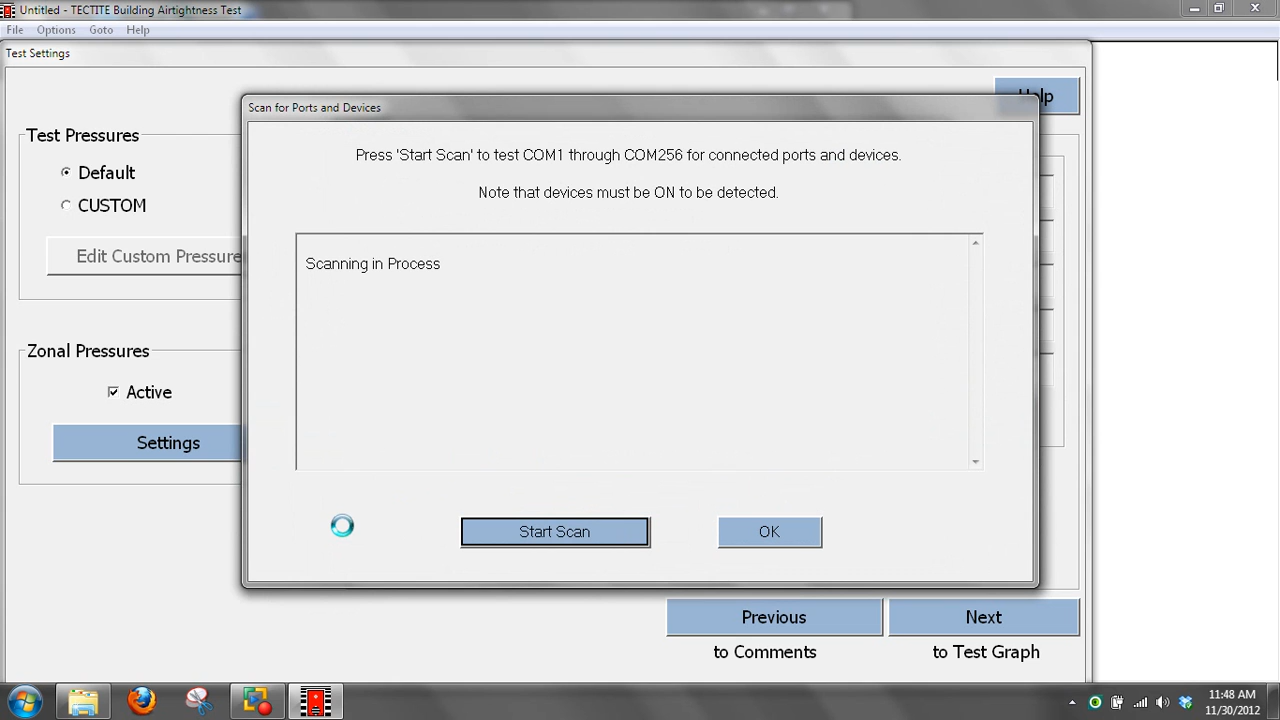 Untitled - TECTITE Building Airtightness Test
File Options Goto Help
Test Settings
Help
Scan for Ports and Devices
Test Pressures
Press 'Start Scan' to test COM1 through COM256 for connected ports and devices.
Default
Note that devices must be ON to be detected.
CUSTOM
Edit Custom Pressure
Scanning in Process
Zonal Pressures
Active
Settings
Start Scan
OK
Previous
Next
to Comments
to Test Graph
11:48 AM
11/30/2012